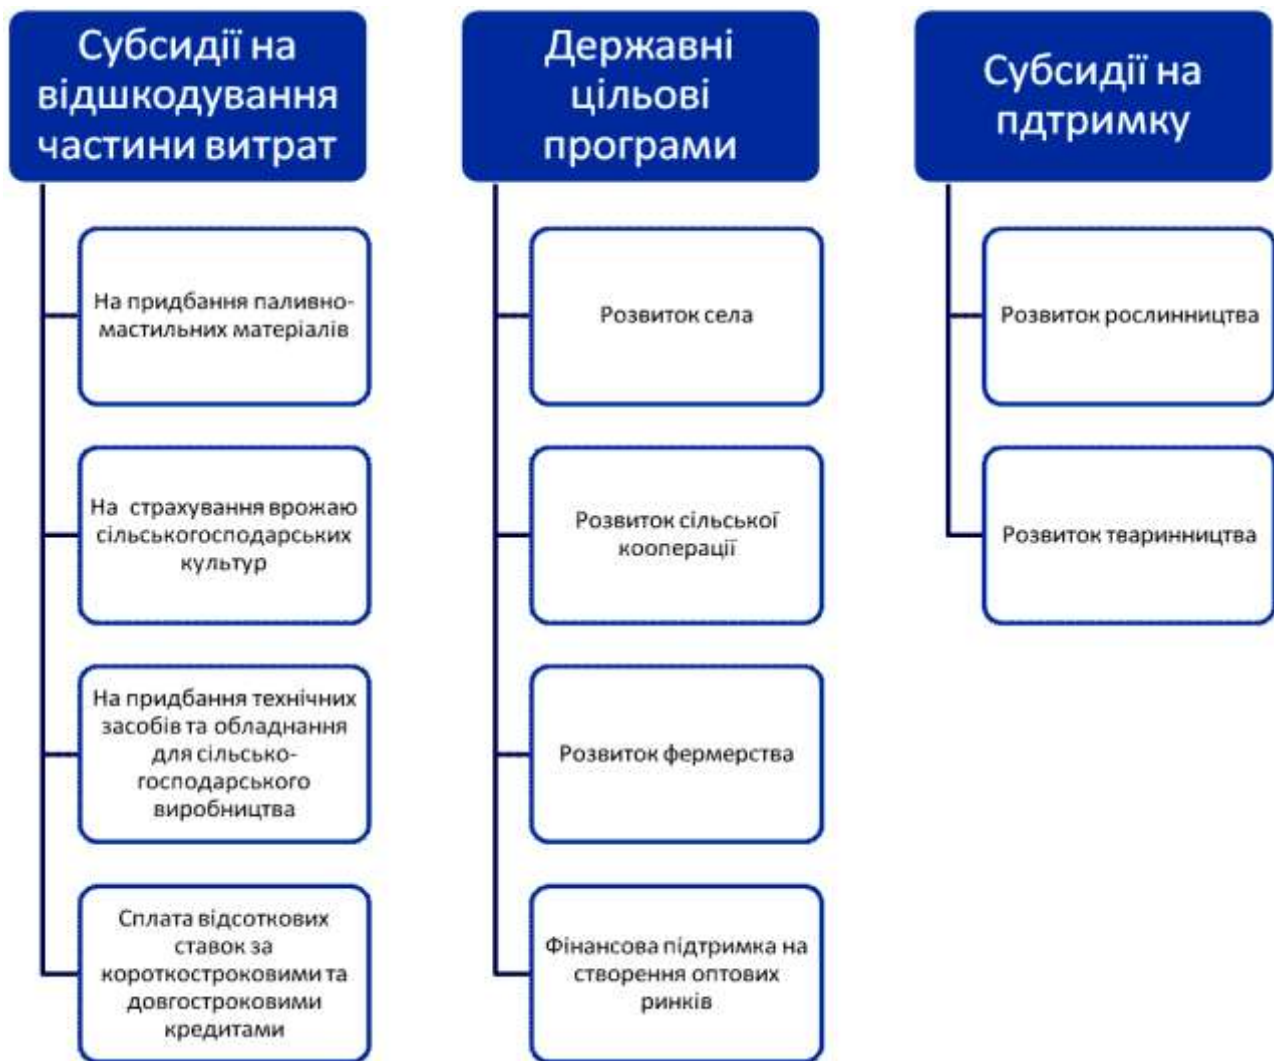 Субсидії на
відшкодування
частини витрат
На придбання паливно-
мастильних матеріалів
На страхування врожаю
сільськогосподарських
культур
На придбання технічних
засобів та обладнання
для сільсько-
господарського
виробництва
Сплата відсоткових
ставок за
короткостроковими та
довгостроковими
кредитами
Державні
цільові
програми
Розвиток села
Розвиток сільської
кооперації
Розвиток фермерства
Фінансова підтримка на
створення оптових
ринків
Субсидії на
пдтримку
Розвиток рослинництва
Розвиток тваринництва